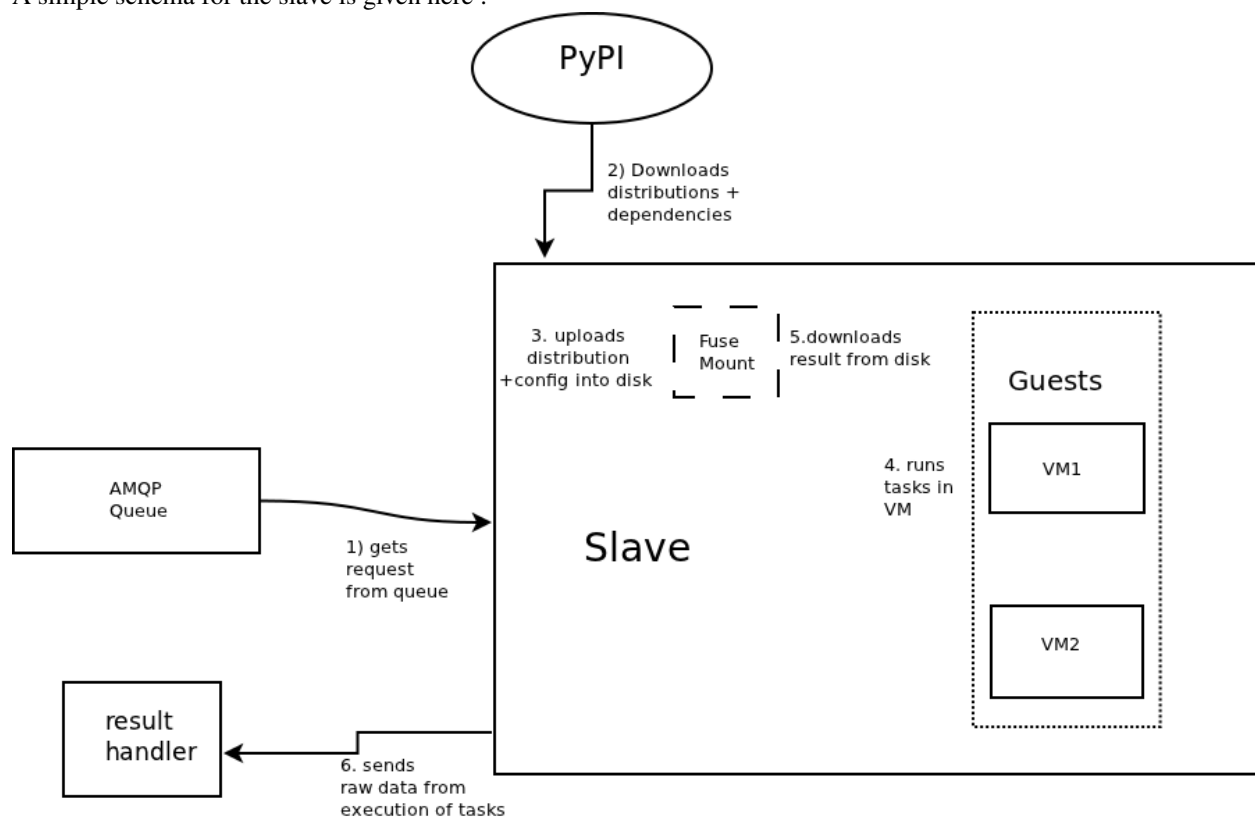 A simple schema for the slave is given here :
PyPI
2) Downloads
distributions +
dependencies
3. uploads
distribution
+config into disk
Fuse
Mount
5.downloads
result from disk
Guests
VM1
4. runs
tasks in
VM
AMQP
Queue
1) gets
request
from queue
Slave
VM2
result
handler
6. sends
raw data from
execution of tasks